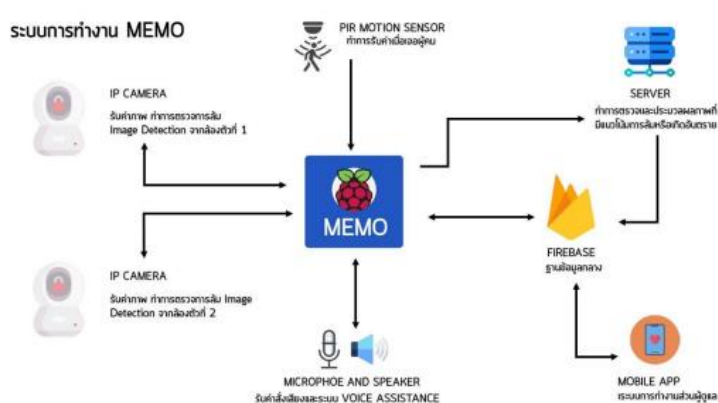 ระบบการทำงาน MEMO
PIR MOTION SENSOR
ทำการรับค่าเมื่อเจอผู้คน
IP CAMERA
รับค่าภาพ ทำการตรวจการล้ม
Image Detection จากกล้องตัวที่ 1
SERVER
ทำการตรวจและประมวลผลภาพที่
มีแนวโน้มการล้มหรือเกิดอันตราย
MEMO
FIREBASE
ฐานข้อมูลกลาง
IP CAMERA
รับค่าภาพ ทำการตรวจการล้ม Image
Detection จากกล้องตัวที่ 2
MICROPHOE AND SPEAKER
รับคำสั่งเสียงและระบบ VOICE ASSISTANCE
MOBILE APP
เระบบการทำงานส่วนผู้ดูแล